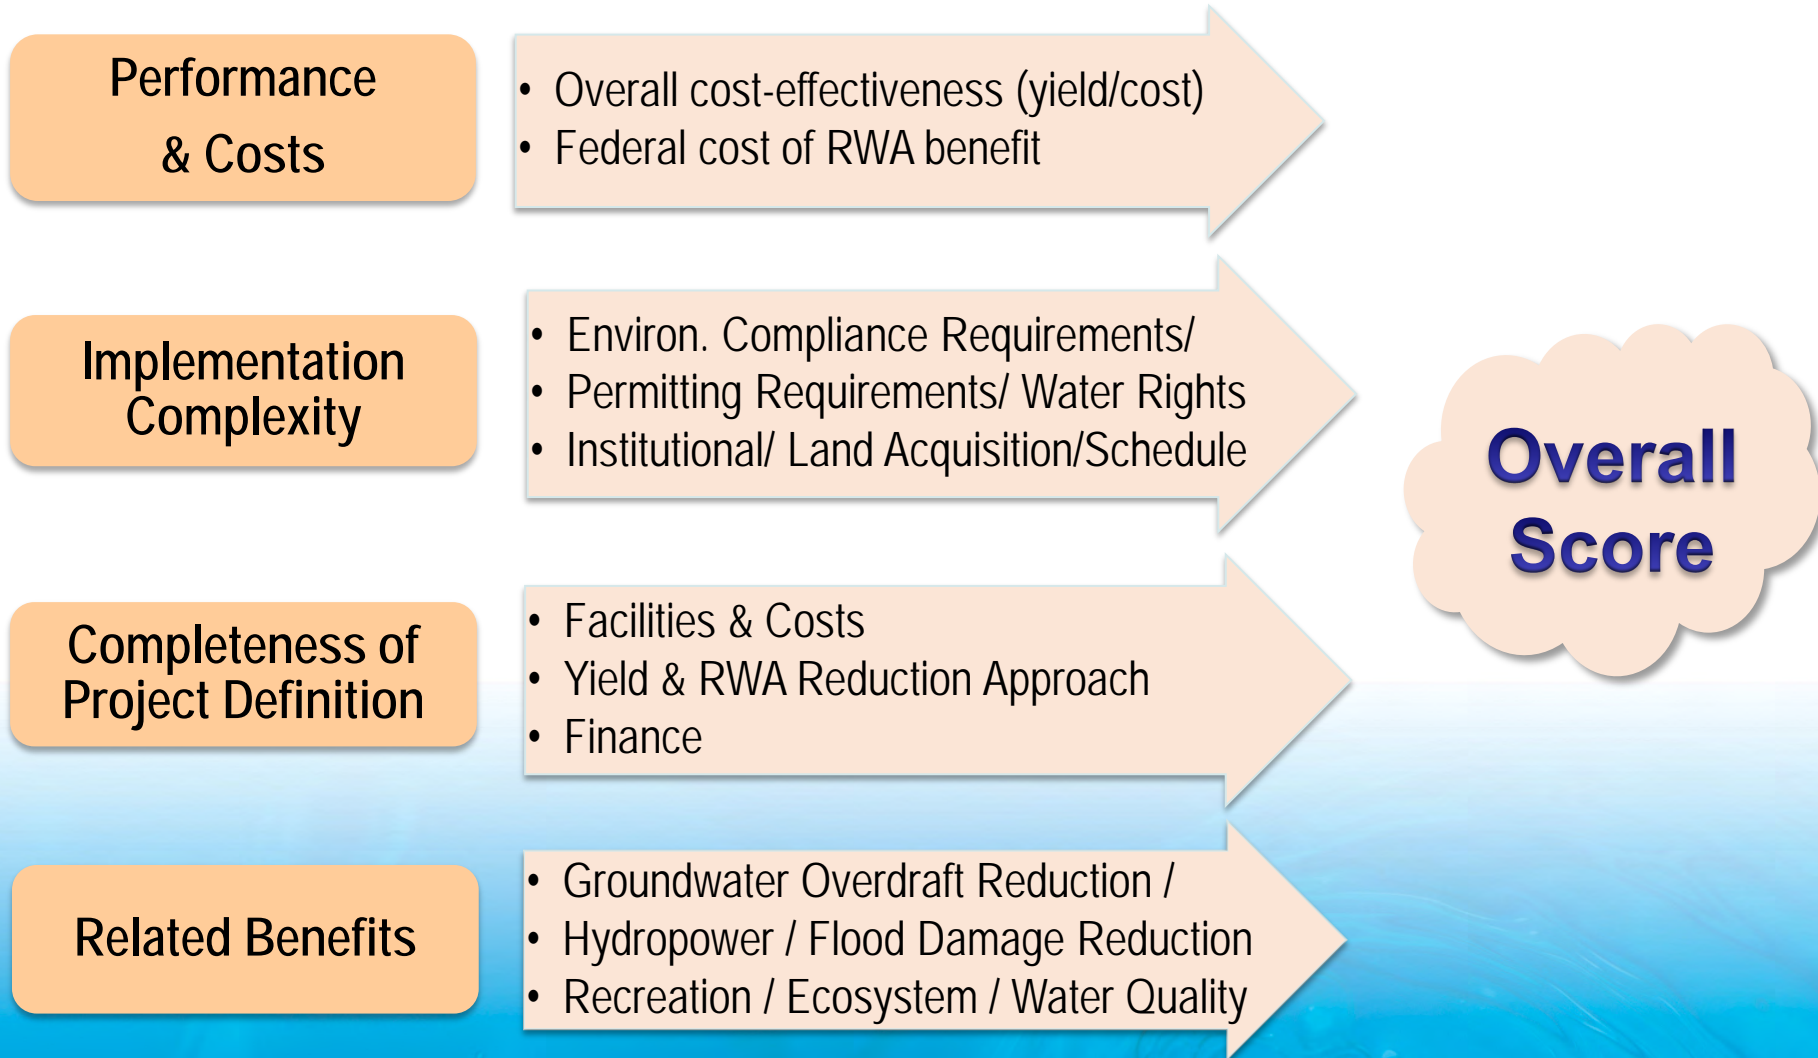 Performance
& Costs
• Overall cost-effectiveness (yield/cost)
• Federal cost of RWA benefit
Implementation
Complexity
• Environ. Compliance Requirements/
• Permitting Requirements/ Water Rights
• Institutional/ Land Acquisition/Schedule
Completeness of
Project Definition
• Facilities & Costs
• Yield & RWA Reduction Approach
• Finance
Related Benefits
• Groundwater Overdraft Reduction /
• Hydropower / Flood Damage Reduction
• Recreation / Ecosystem / Water Quality
Overall
Score